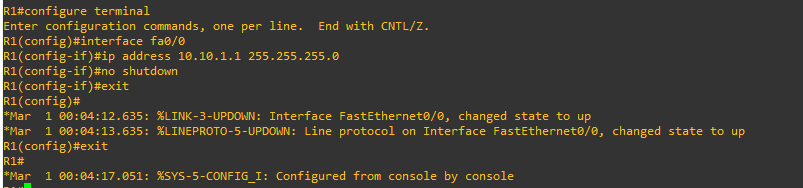 R1#configure terminal
Enter configuration commands, one per line.  End with CNTL/Z.
R1(config)#interface fa0/0
R1(config-if)#ip address 10.10.1.1 255.255.255.0
R1(config-if)#no shutdown
R1(config-if)#exit
R1(config)#
*Mar  1 00:04:12.635: %LINK-3-UPDOWN: Interface FastEthernet0/0, changed state to up
*Mar  1 00:04:13.635: %LINEPROTO-5-UPDOWN: Line protocol on Interface FastEthernet0/0, changed state to up
R1(config)#exit
R1#
*Mar  1 00:04:17.051: %SYS-5-CONFIG_I: Configured from console by console